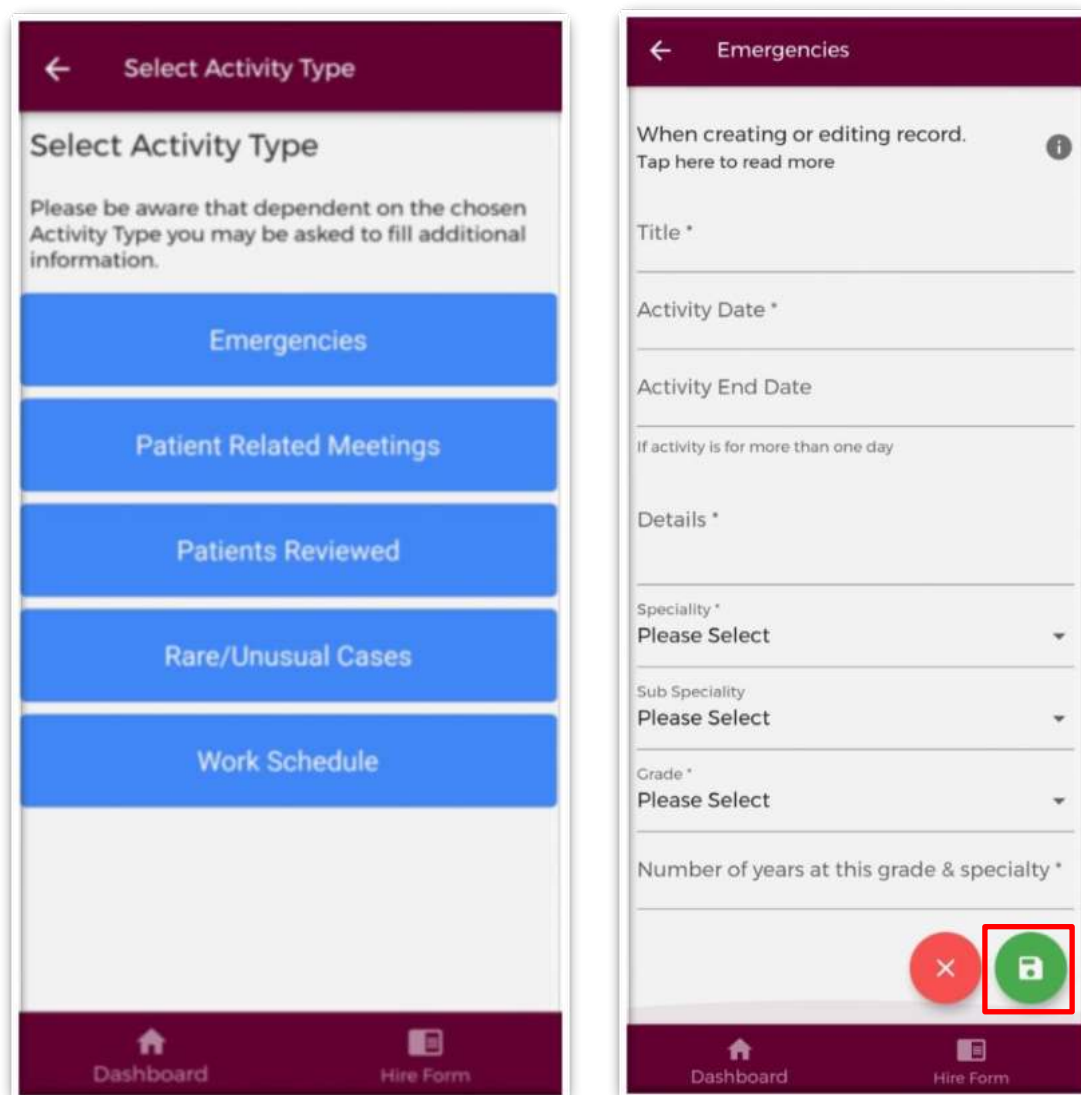 Select Activity Type
Select Activity Type
Please be aware that dependent on the chosen
Activity Type you may be asked to fill additional
information.
Emergencies
Patient Related Meetings
Patients Reviewed
Rare/Unusual Cases
Work Schedule
Dashboard
Hire Form
Emergencies
When creating or editing record.
Tap here to read more
Title *
Activity Date *
Activity End Date
If activity is for more than one day
Details *
Speciality *
Please Select
Sub Speciality
Please Select
Grade *
Please Select
Number of years at this grade & specialty *
Dashboard
Hire Form